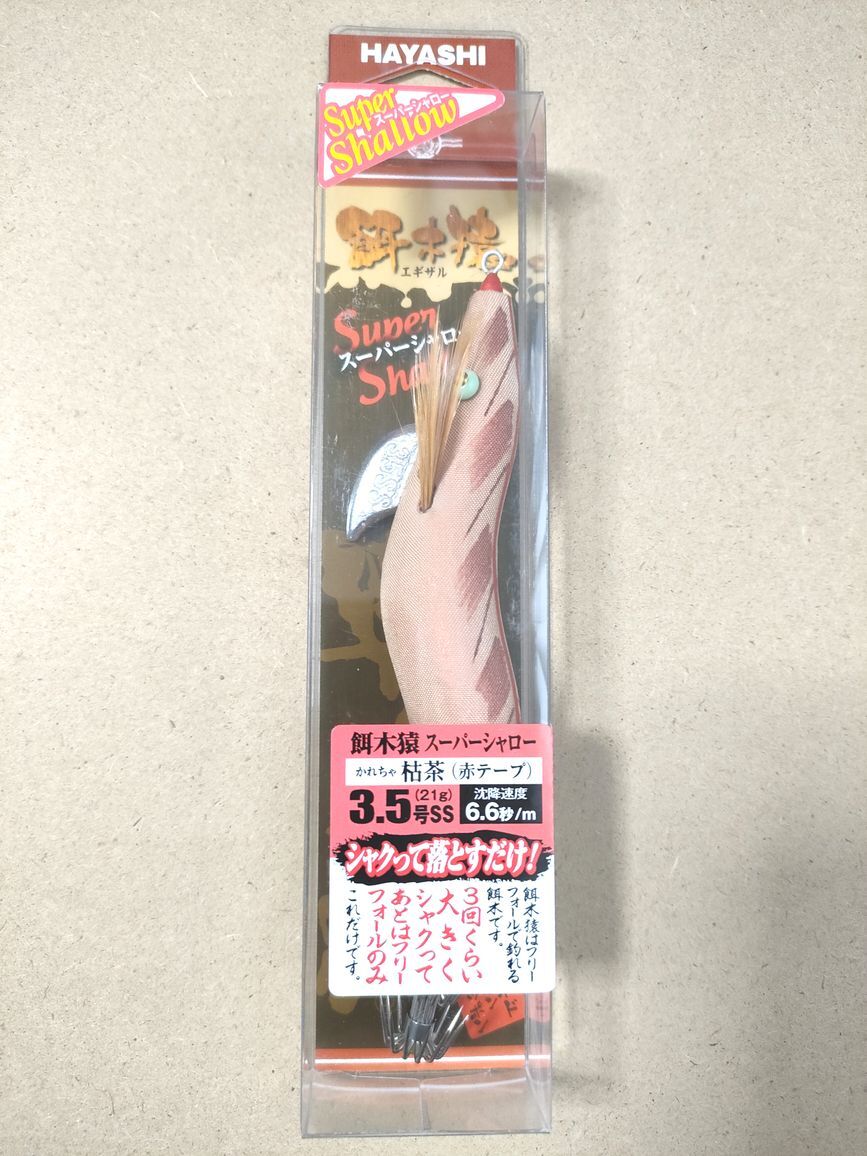 HAYASHI
Super
スーパーシャロー
Shallow
餌木猿
エギザル
Super
スーパーシャロ
Sha
餌木猿 スーパーシャロー
かれちゃ 枯茶（赤テープ）
3.5号SS (21g)
沈降速度
6.6秒/m
シャクって落とすだけ!
餌木猿はフリー
フォールで釣れる
餌木です。
3回くらい
大きく
シャクって
あとはフリー
フォールのみ
これだけです。